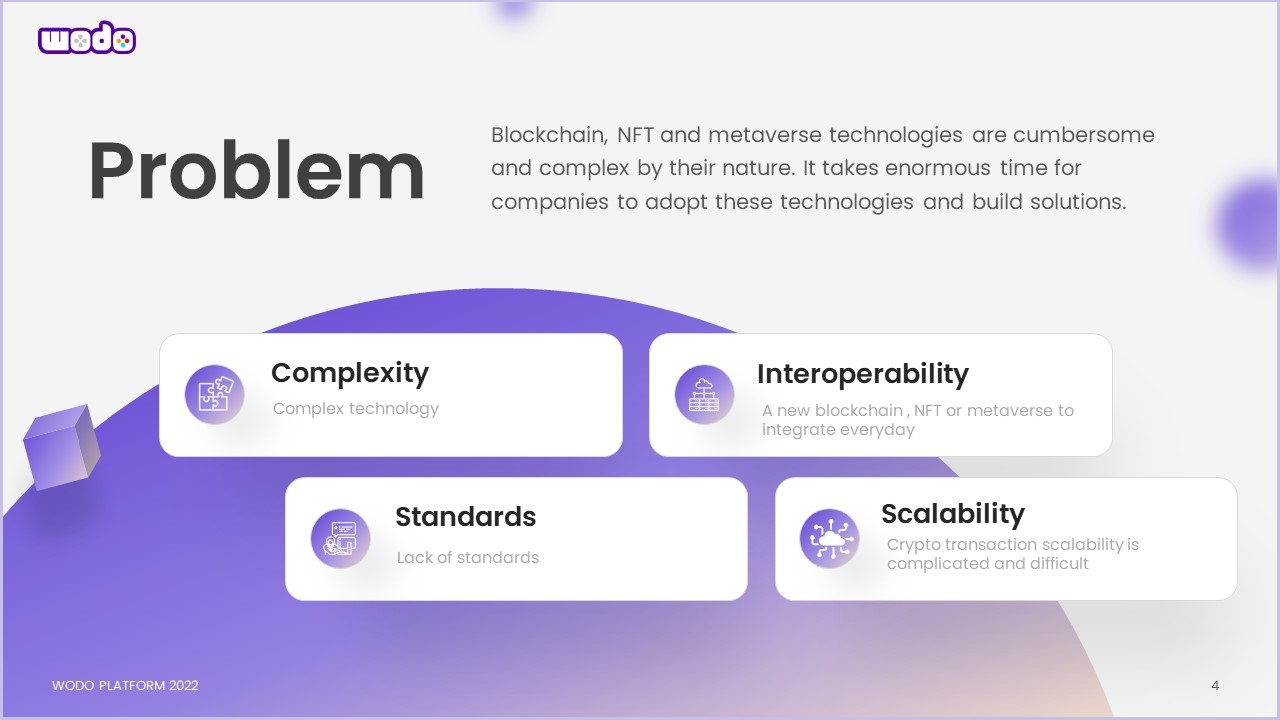 wodo
Problem
Blockchain, NFT and metaverse technologies are cumbersome
and complex by their nature. It takes enormous time for
companies to adopt these technologies and build solutions.
Complexity
Complex technology
Interoperability
A new blockchain , NFT or metaverse to
integrate everyday
Standards
Lack of standards
Scalability
Crypto transaction scalability is
complicated and difficult
WODO PLATFORM 2022
4